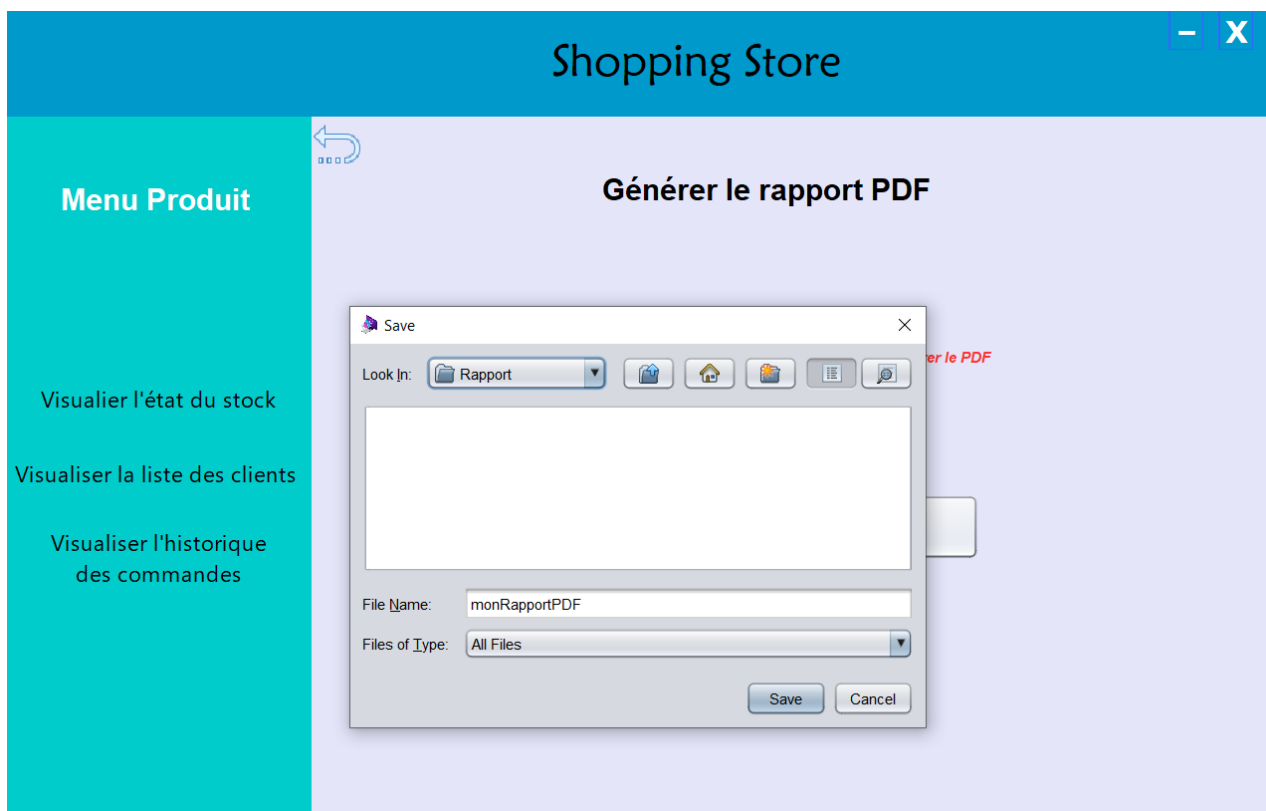 – X
Shopping Store
Menu Produit
Générer le rapport PDF
Save
Look In: Rapport
le PDF
Visualier l'état du stock
Visualiser la liste des clients
Visualiser l'historique
des commandes
File Name: monRapportPDF
Files of Type: All Files
Save Cancel